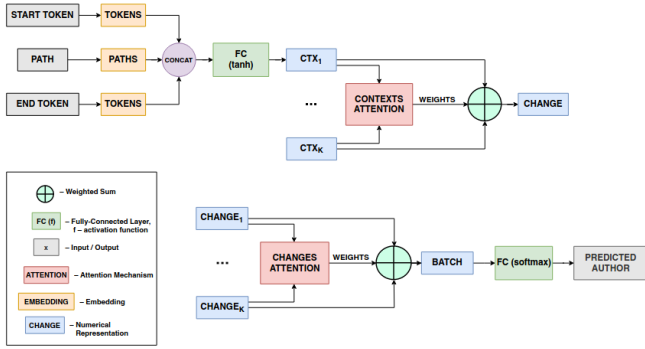 START TOKEN
TOKENS
PATH
PATHS
CONCAT
FC
(tanh)
CTX1
END TOKEN
TOKENS
...
CONTEXTS
ATTENTION
WEIGHTS
CHANGE
CTXK
– Weighted Sum
FC (f)
– Fully-Connected Layer,
f – activation function
x
– Input / Output
ATTENTION
– Attention Mechanism
EMBEDDING
– Embedding
CHANGE
– Numerical
Representation
CHANGE1
...
CHANGES
ATTENTION
WEIGHTS
BATCH
FC (softmax)
PREDICTED
AUTHOR
CHANGEK